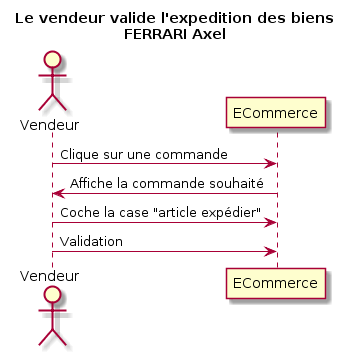 Le vendeur valide l'expedition des biens
FERRARI Axel
Vendeur
ECommerce
Clique sur une commande
Affiche la commande souhaité
Coche la case "article expédier"
Validation
Vendeur
ECommerce